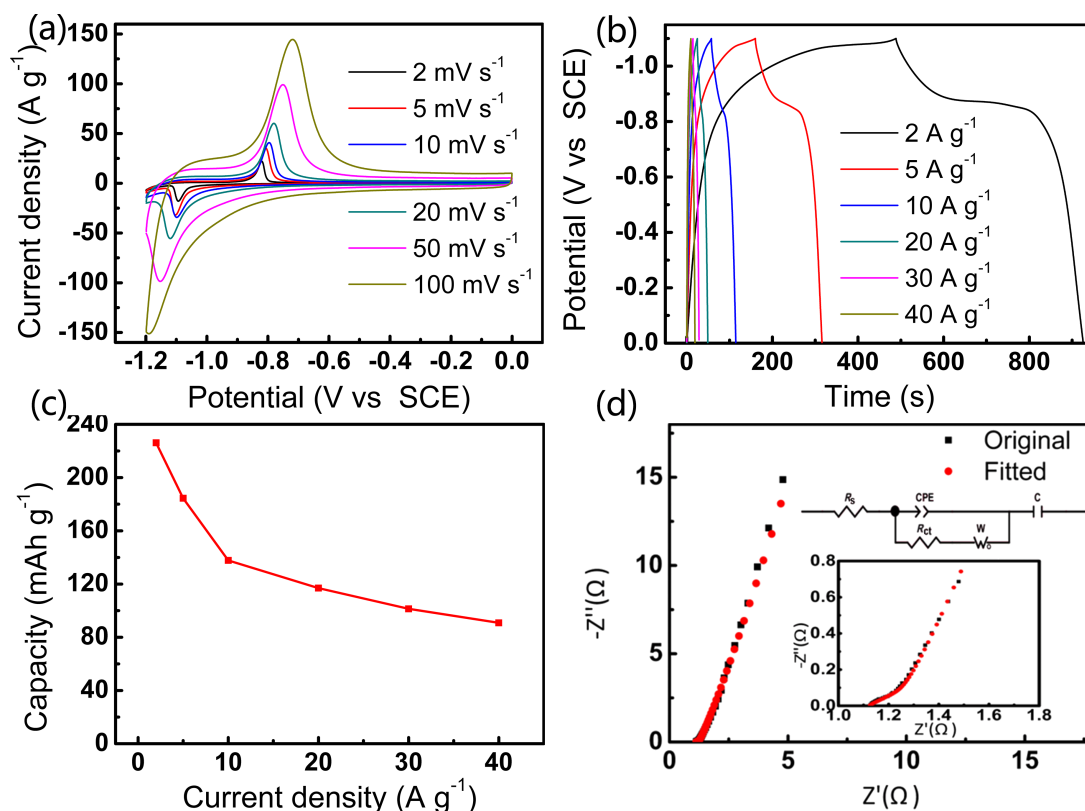 (a)
150
100
50
0
-50
-100
-150
-1.2 -1.0 -0.8 -0.6 -0.4 -0.2 0.0
Current density (A g-1)
Potential (V vs SCE)
2 mV s-1
5 mV s-1
10 mV s-1
20 mV s-1
50 mV s-1
100 mV s-1
(b)
-1.0
-0.8
-0.6
-0.4
-0.2
0.0
0 200 400 600 800
Potential (V vs SCE)
Time (s)
2 A g-1
5 A g-1
10 A g-1
20 A g-1
30 A g-1
40 A g-1
(c)
240
200
160
120
80
40
0
0 10 20 30 40
Capacity (mAh g-1)
Current density (A g-1)
(d)
15
10
5
0
0 5 10 15
-Z''(Ω)
Z'(Ω)
Original
Fitted
Rs
CPE
C
Rct
Wo
0.8
0.6
0.4
0.2
0.0
1.0 1.2 1.4 1.6 1.8
-Z''(Ω)
Z'(Ω)